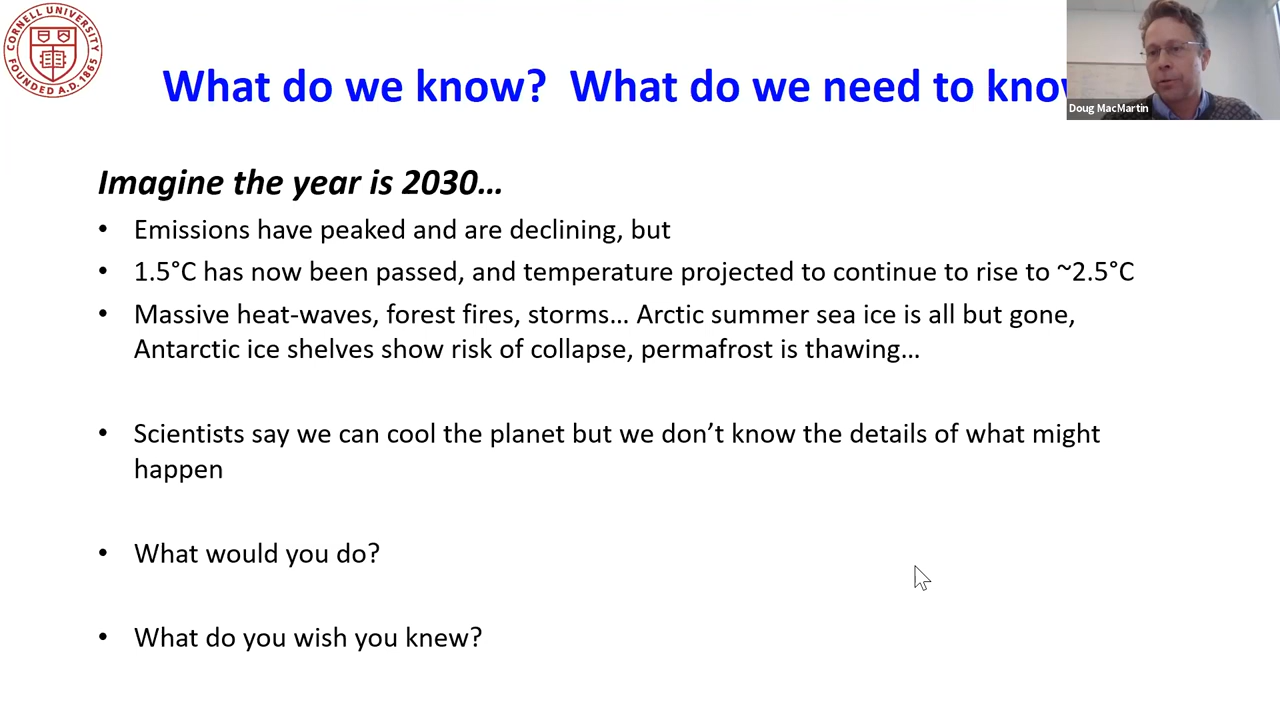 CORNELL UNIVERSITY
FOUNDED A.D. 1865
What do we know?  What do we need to know
Doug MacMartin
Imagine the year is 2030…
• Emissions have peaked and are declining, but
• 1.5°C has now been passed, and temperature projected to continue to rise to ~2.5°C
• Massive heat-waves, forest fires, storms… Arctic summer sea ice is all but gone,
Antarctic ice shelves show risk of collapse, permafrost is thawing…
• Scientists say we can cool the planet but we don’t know the details of what might
happen
• What would you do?
• What do you wish you knew?